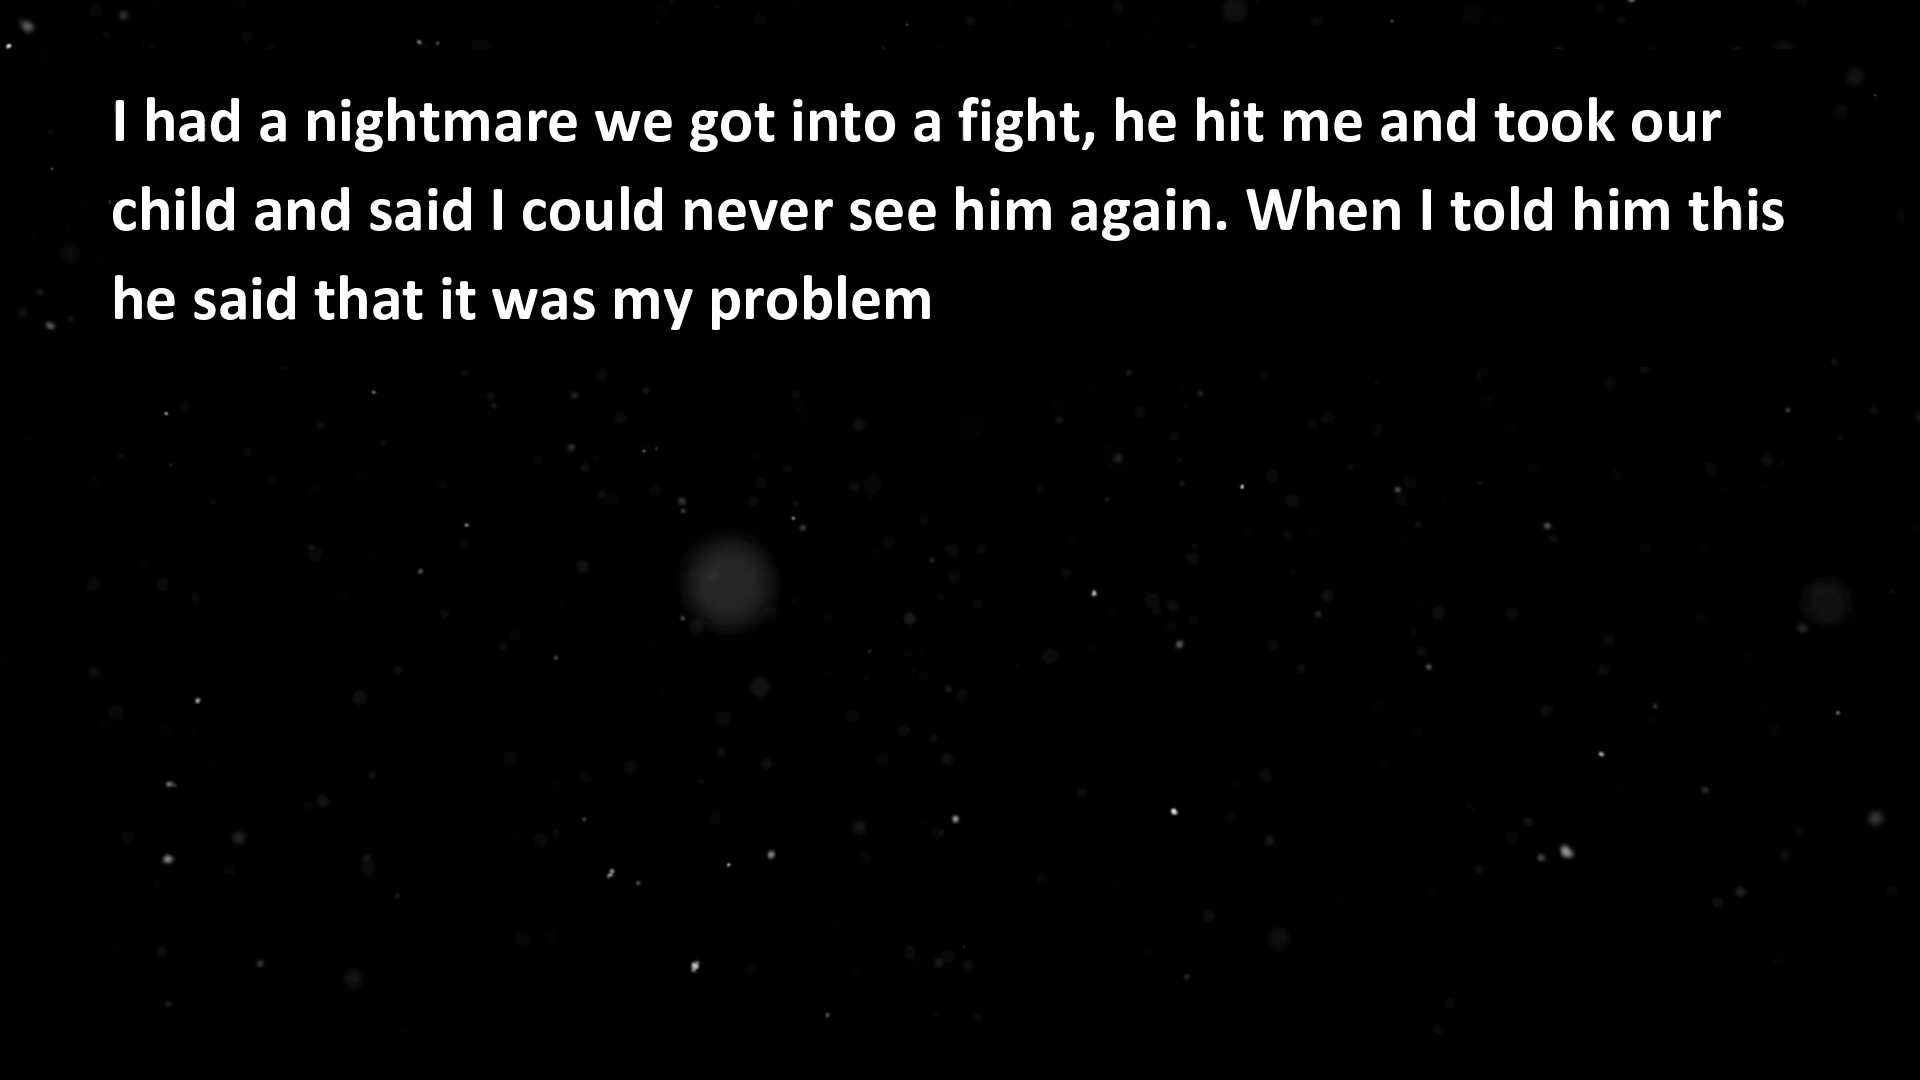 I had a nightmare we got into a fight, he hit me and took our
child and said I could never see him again. When I told him this
he said that it was my problem